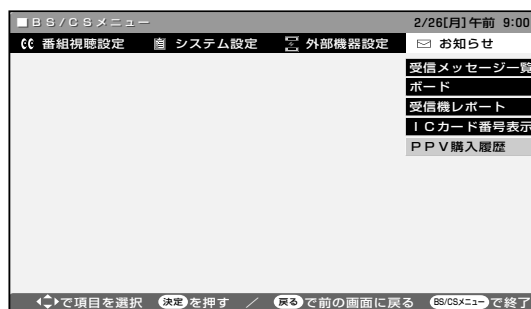 ■BS/CSメニュー 2/26[月]午前 9:00
番組視聴設定 システム設定 外部機器設定 お知らせ
受信メッセージ一覧
ボード
受信機レポート
ICカード番号表示
PPV購入履歴
で項目を選択 決定を押す / 戻るで前の画面に戻る BS/CSメニューで終了